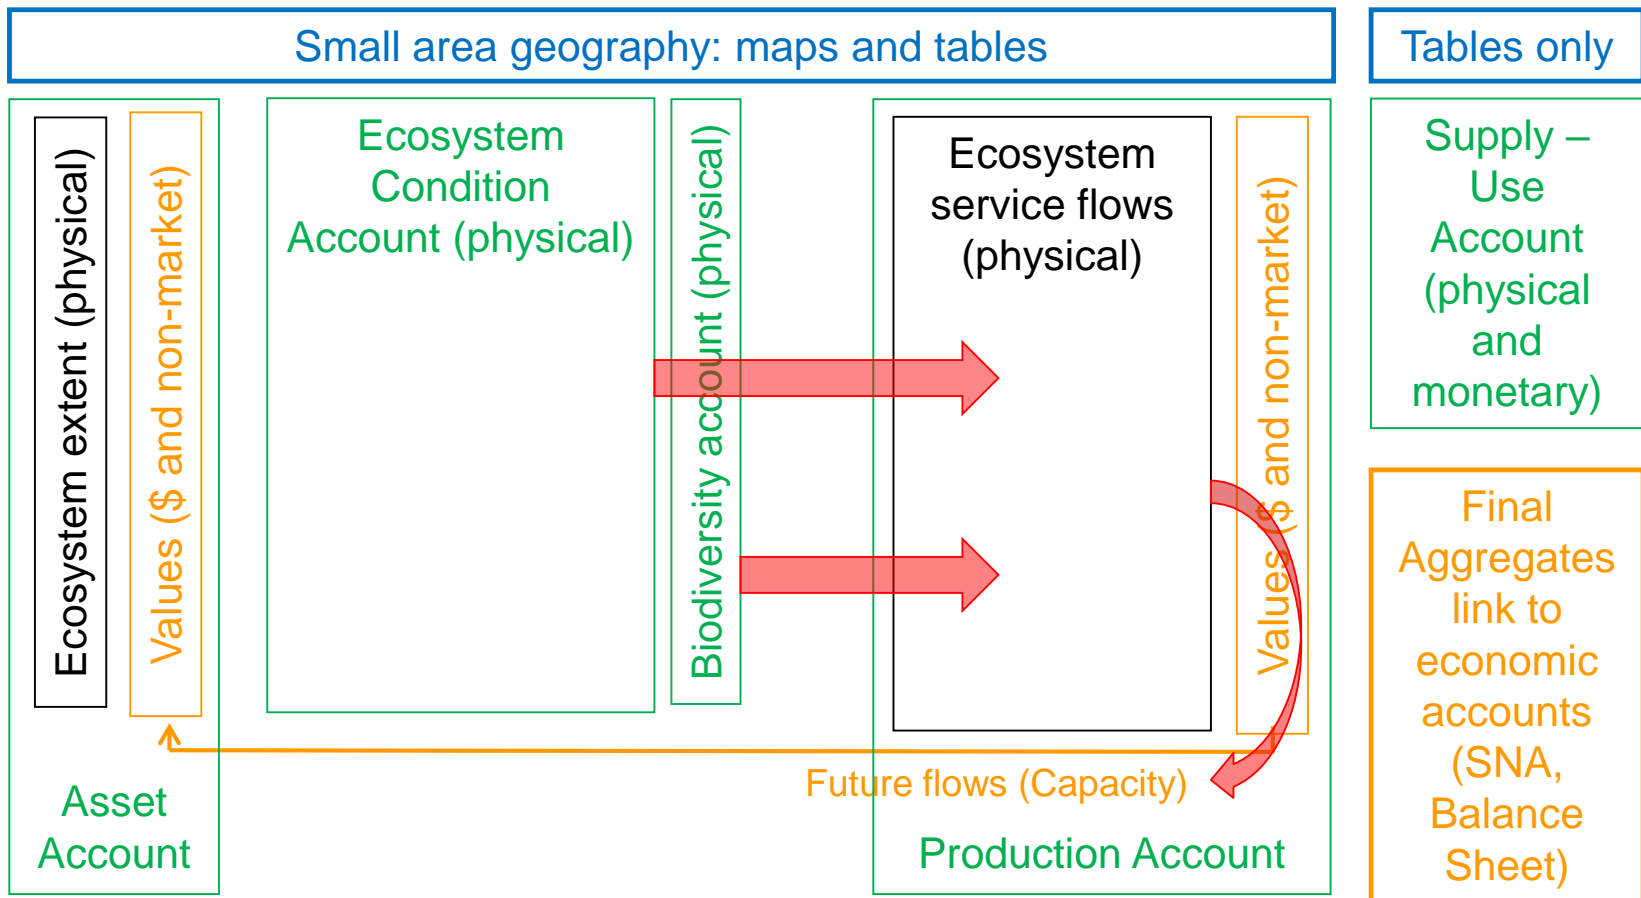 Small area geography: maps and tables
Tables only
Ecosystem extent (physical)
Values ($ and non-market)
Asset
Account
Ecosystem
Condition
Account (physical)
Biodiversity account (physical)
Ecosystem
service flows
(physical)
Values ($ and non-market)
Future flows (Capacity)
Production Account
Supply –
Use
Account
(physical
and
monetary)
Final
Aggregates
link to
economic
accounts
(SNA,
Balance
Sheet)